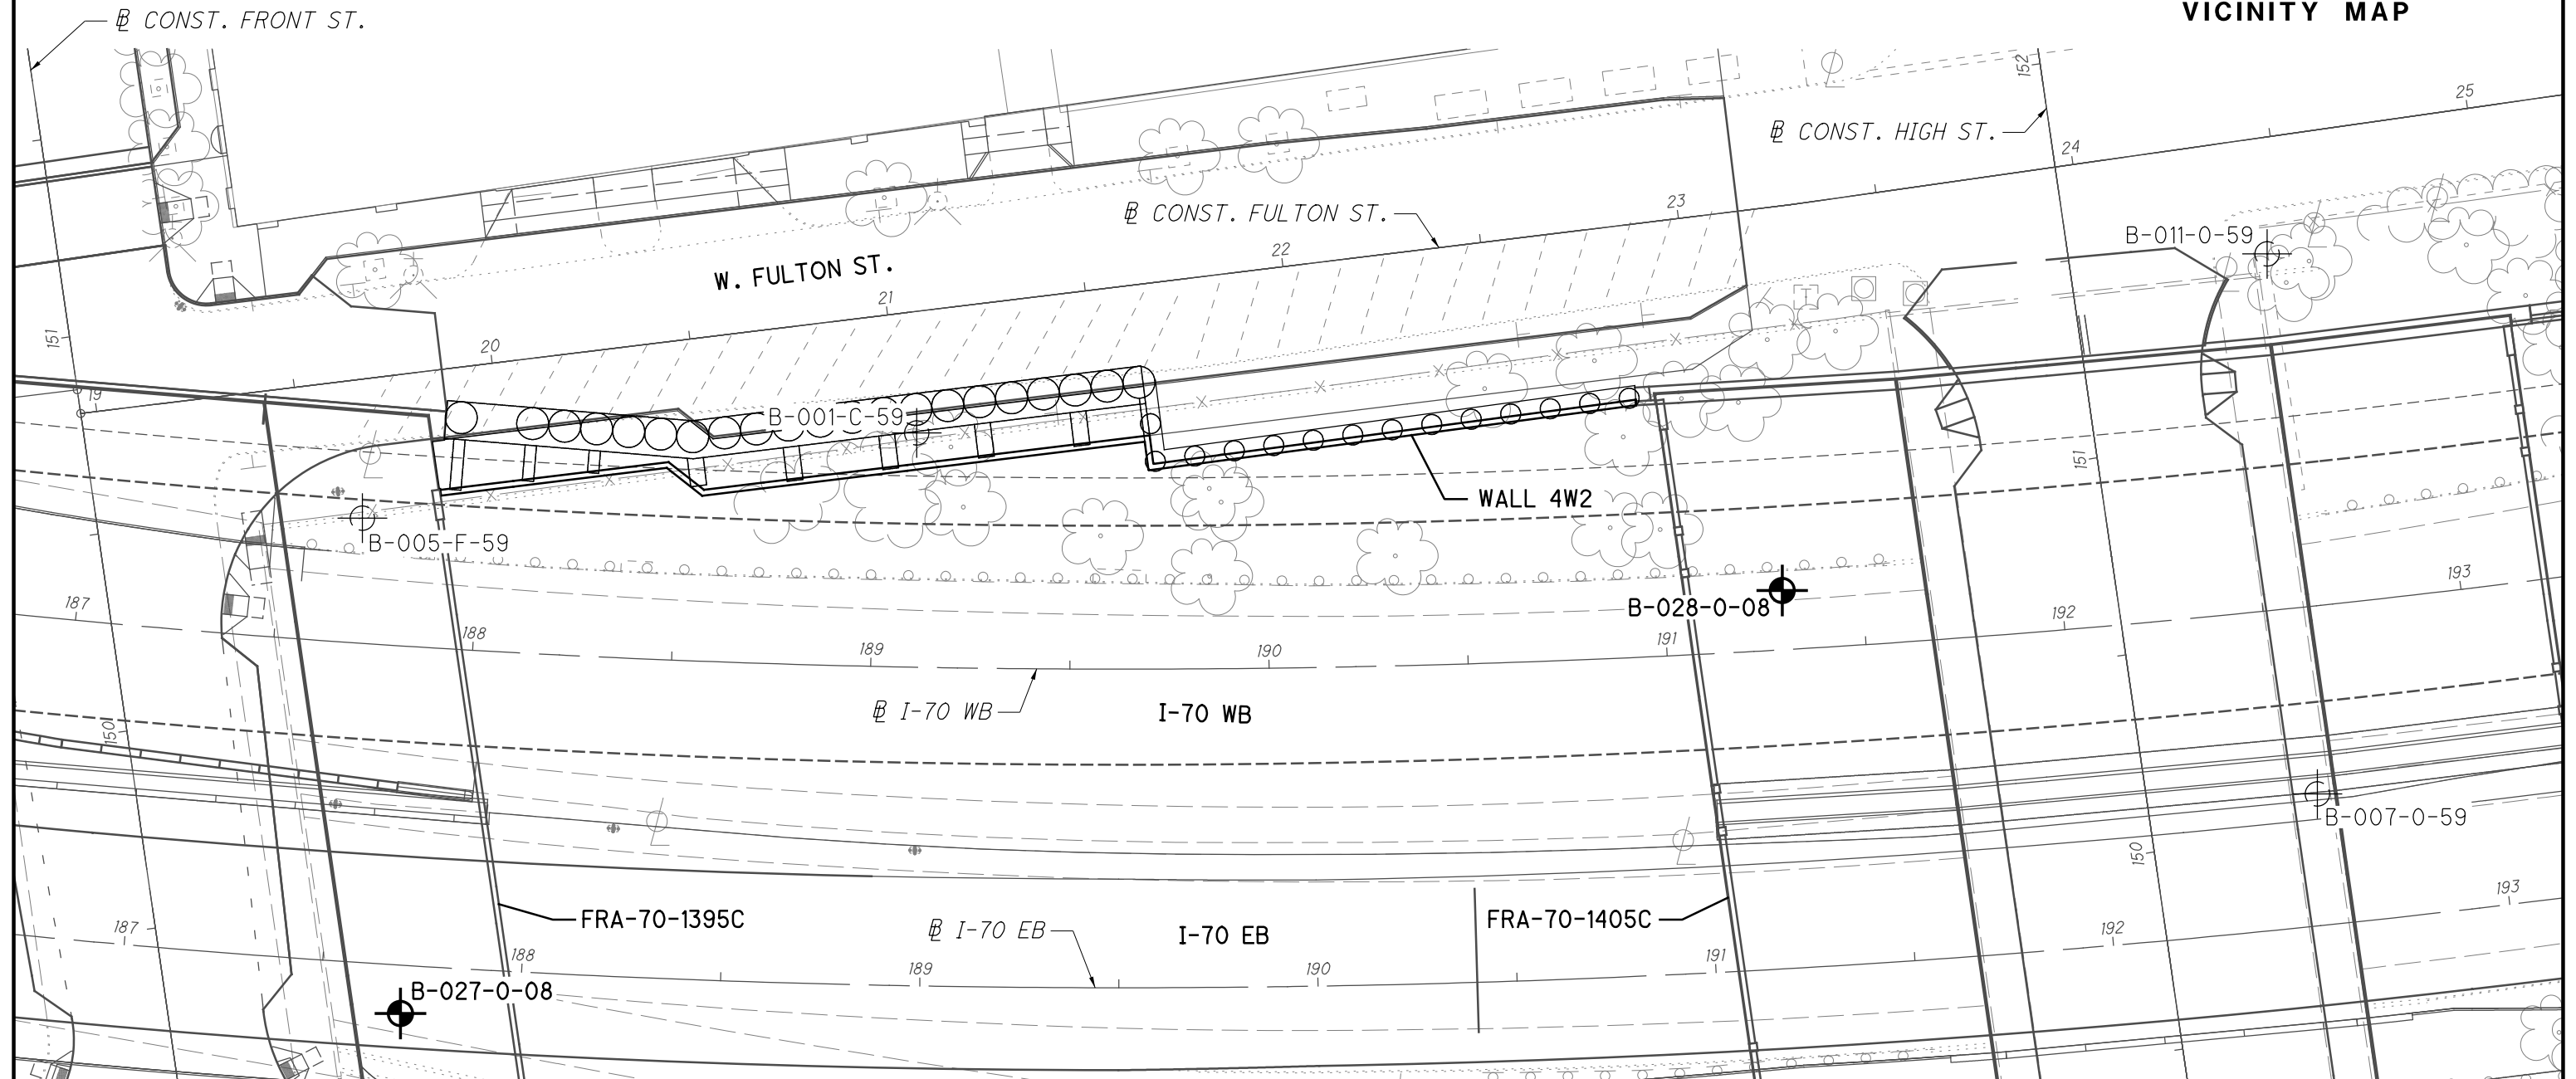 VICINITY MAP
℄ CONST. FRONT ST.
152
25
℄ CONST. HIGH ST.
24
℄ CONST. FULTON ST.
23
B-011-0-59
22
W. FULTON ST.
21
151
20
19
B-001-C-59
151
WALL 4W2
B-005-F-59
193
187
188
B-028-0-08
192
189
190
191
℄ I-70 WB
I-70 WB
150
B-007-0-59
150
193
FRA-70-1395C
℄ I-70 EB
I-70 EB
FRA-70-1405C
187
188
189
190
191
192
B-027-0-08